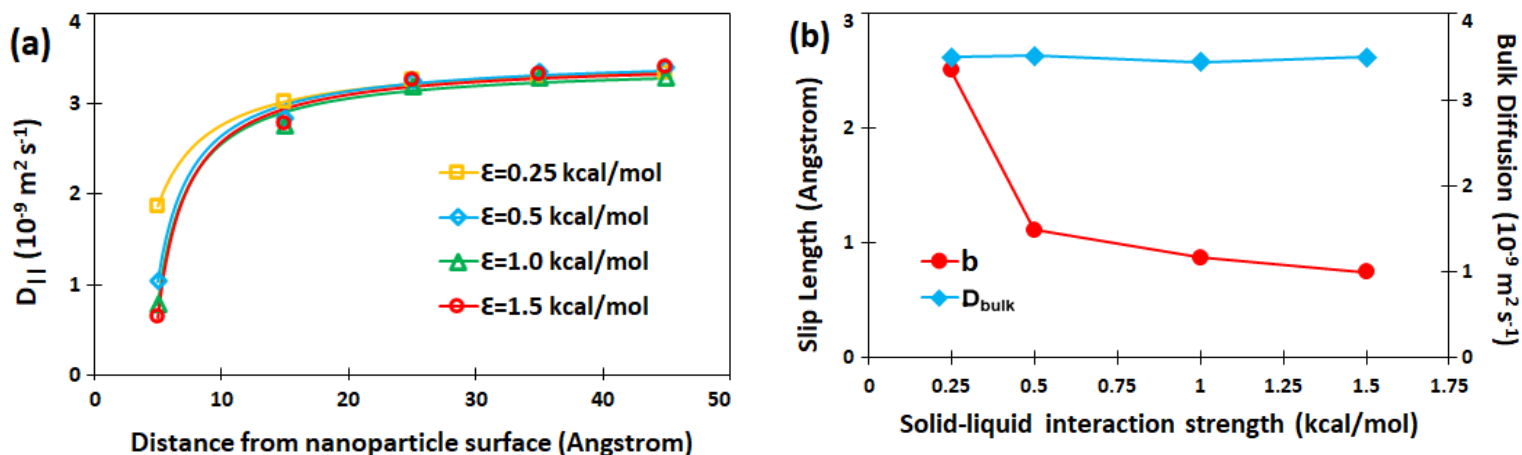 (a)
4
3
2
1
0
D|| (10⁻⁹ m² s⁻¹)
Ɛ=0.25 kcal/mol
Ɛ=0.5 kcal/mol
Ɛ=1.0 kcal/mol
Ɛ=1.5 kcal/mol
0 10 20 30 40 50
Distance from nanoparticle surface (Angstrom)
(b)
3
2
1
0
Slip Length (Angstrom)
b
D_bulk
4
3
2
1
0
Bulk Diffusion (10⁻⁹ m² s⁻¹)
0 0.25 0.5 0.75 1 1.25 1.5 1.75
Solid-liquid interaction strength (kcal/mol)